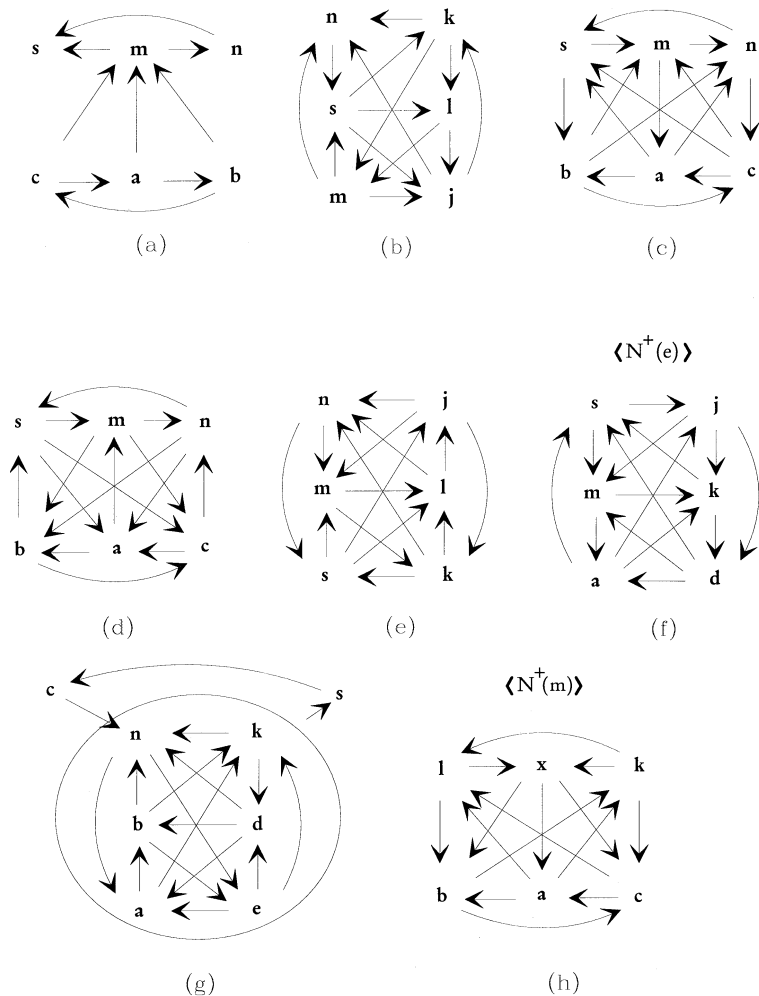 s m n
c a b
(a)
n k
s l
m j
(b)
s m n
b a c
(c)
s m n
b a c
(d)
n j
m l
s k
(e)
⟨N⁺(e)⟩
s j
m k
a d
(f)
c s
n k
b d
a e
(g)
⟨N⁺(m)⟩
l x k
b a c
(h)